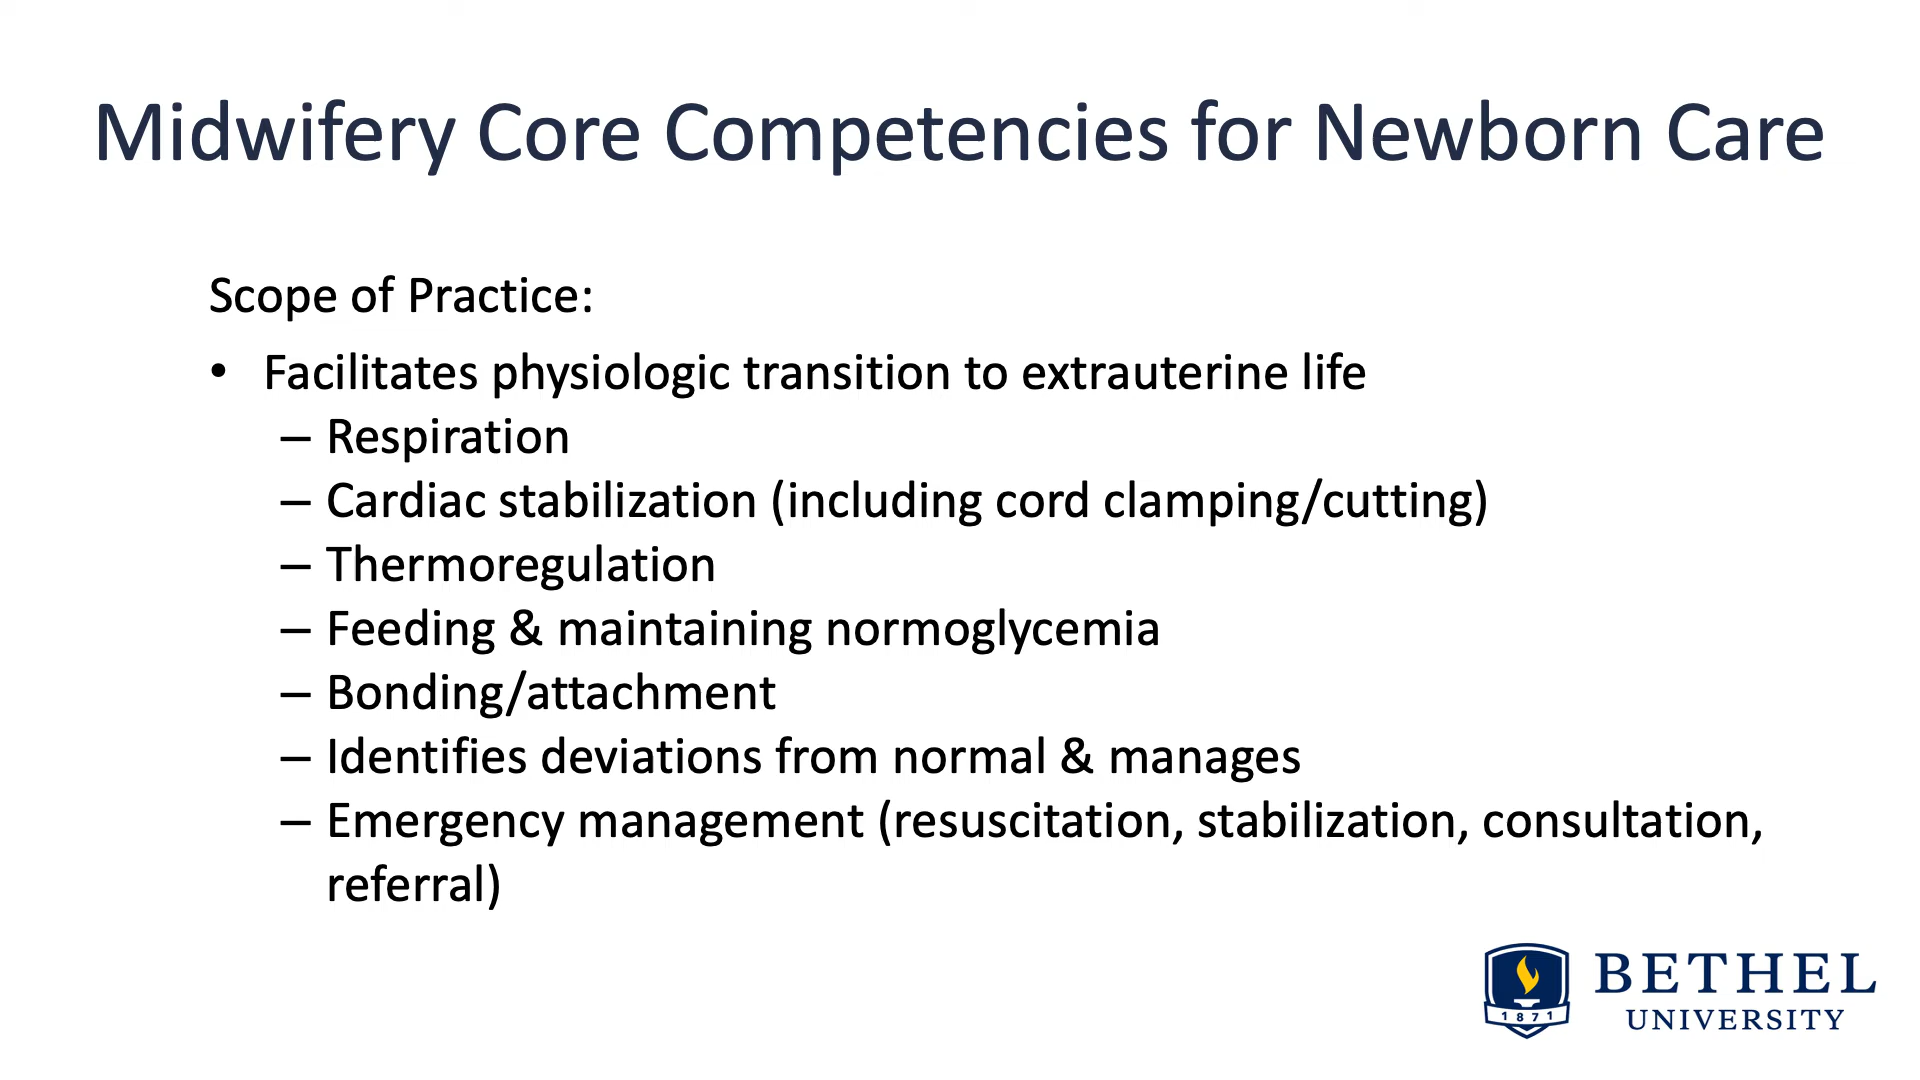 Midwifery Core Competencies for Newborn Care
Scope of Practice:
• Facilitates physiologic transition to extrauterine life
– Respiration
– Cardiac stabilization (including cord clamping/cutting)
– Thermoregulation
– Feeding & maintaining normoglycemia
– Bonding/attachment
– Identifies deviations from normal & manages
– Emergency management (resuscitation, stabilization, consultation,
referral)
1871
BETHEL
UNIVERSITY